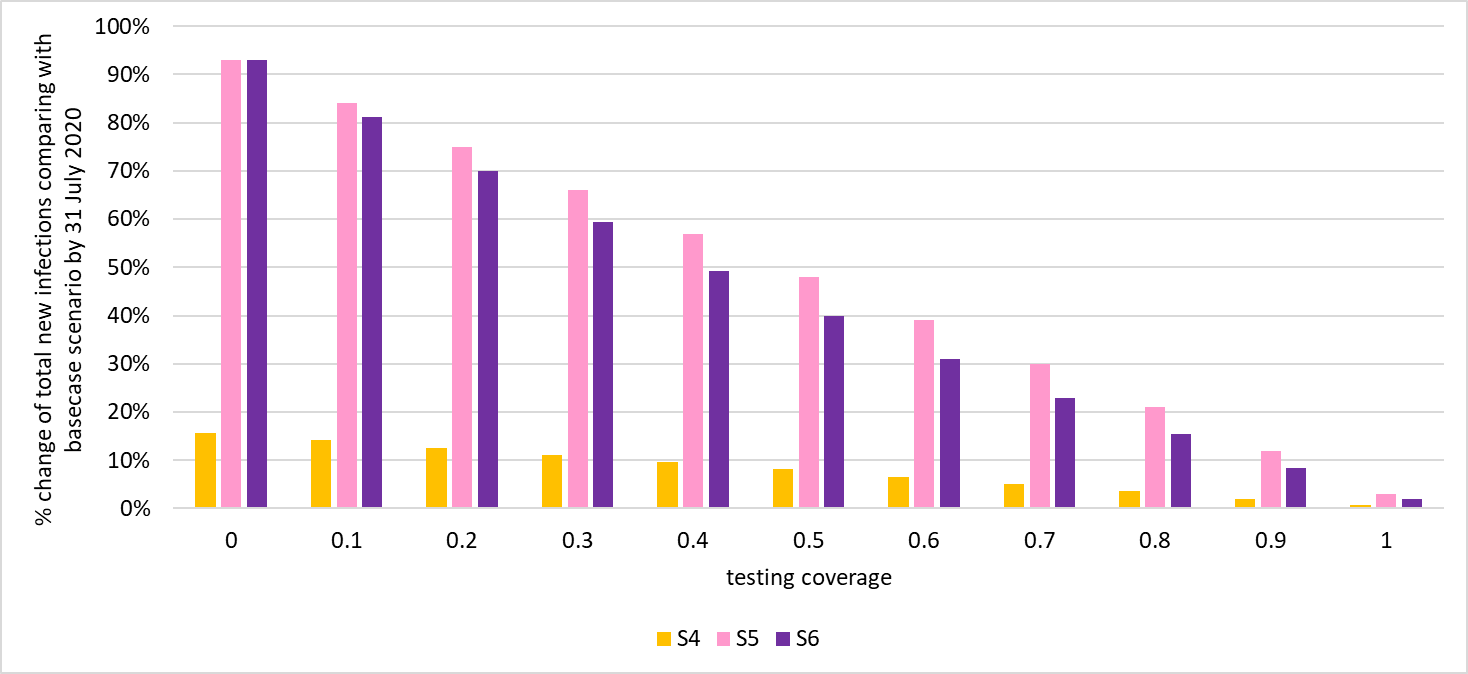 % change of total new infections comparing with
basecase scenario by 31 July 2020
100%
90%
80%
70%
60%
50%
40%
30%
20%
10%
0%
0 0.1 0.2 0.3 0.4 0.5 0.6 0.7 0.8 0.9 1
testing coverage
S4 S5 S6